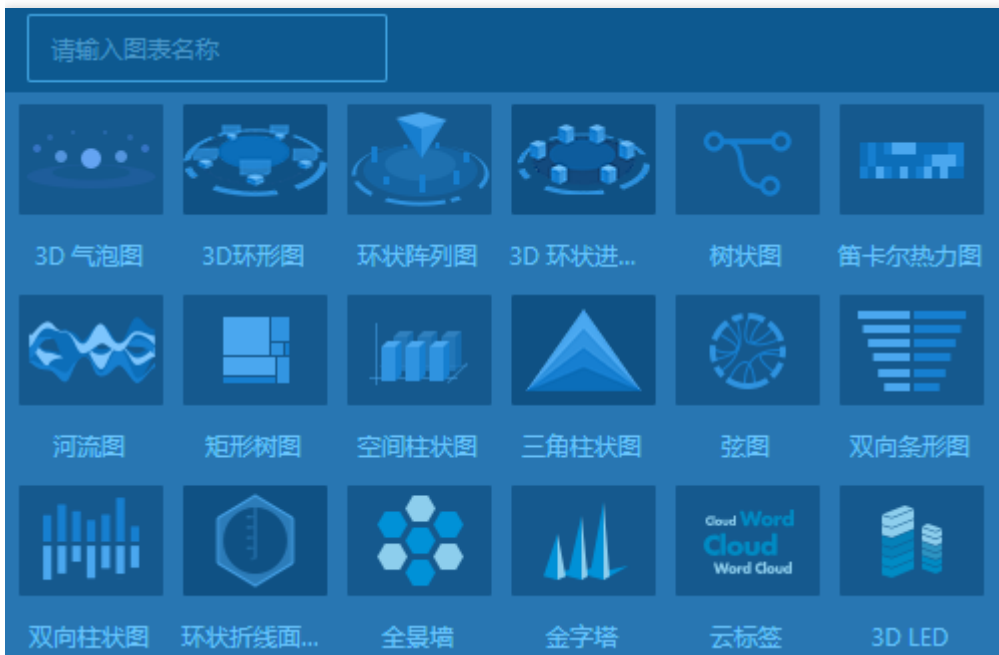 请输入图表名称
3D 气泡图 3D环形图 环状阵列图 3D 环状进... 树状图 笛卡尔热力图
河流图 矩形树图 空间柱状图 三角柱状图 弦图 双向条形图
Cloud Word
Cloud
Word Cloud
双向柱状图 环状折线面... 全景墙 金字塔 云标签 3D LED